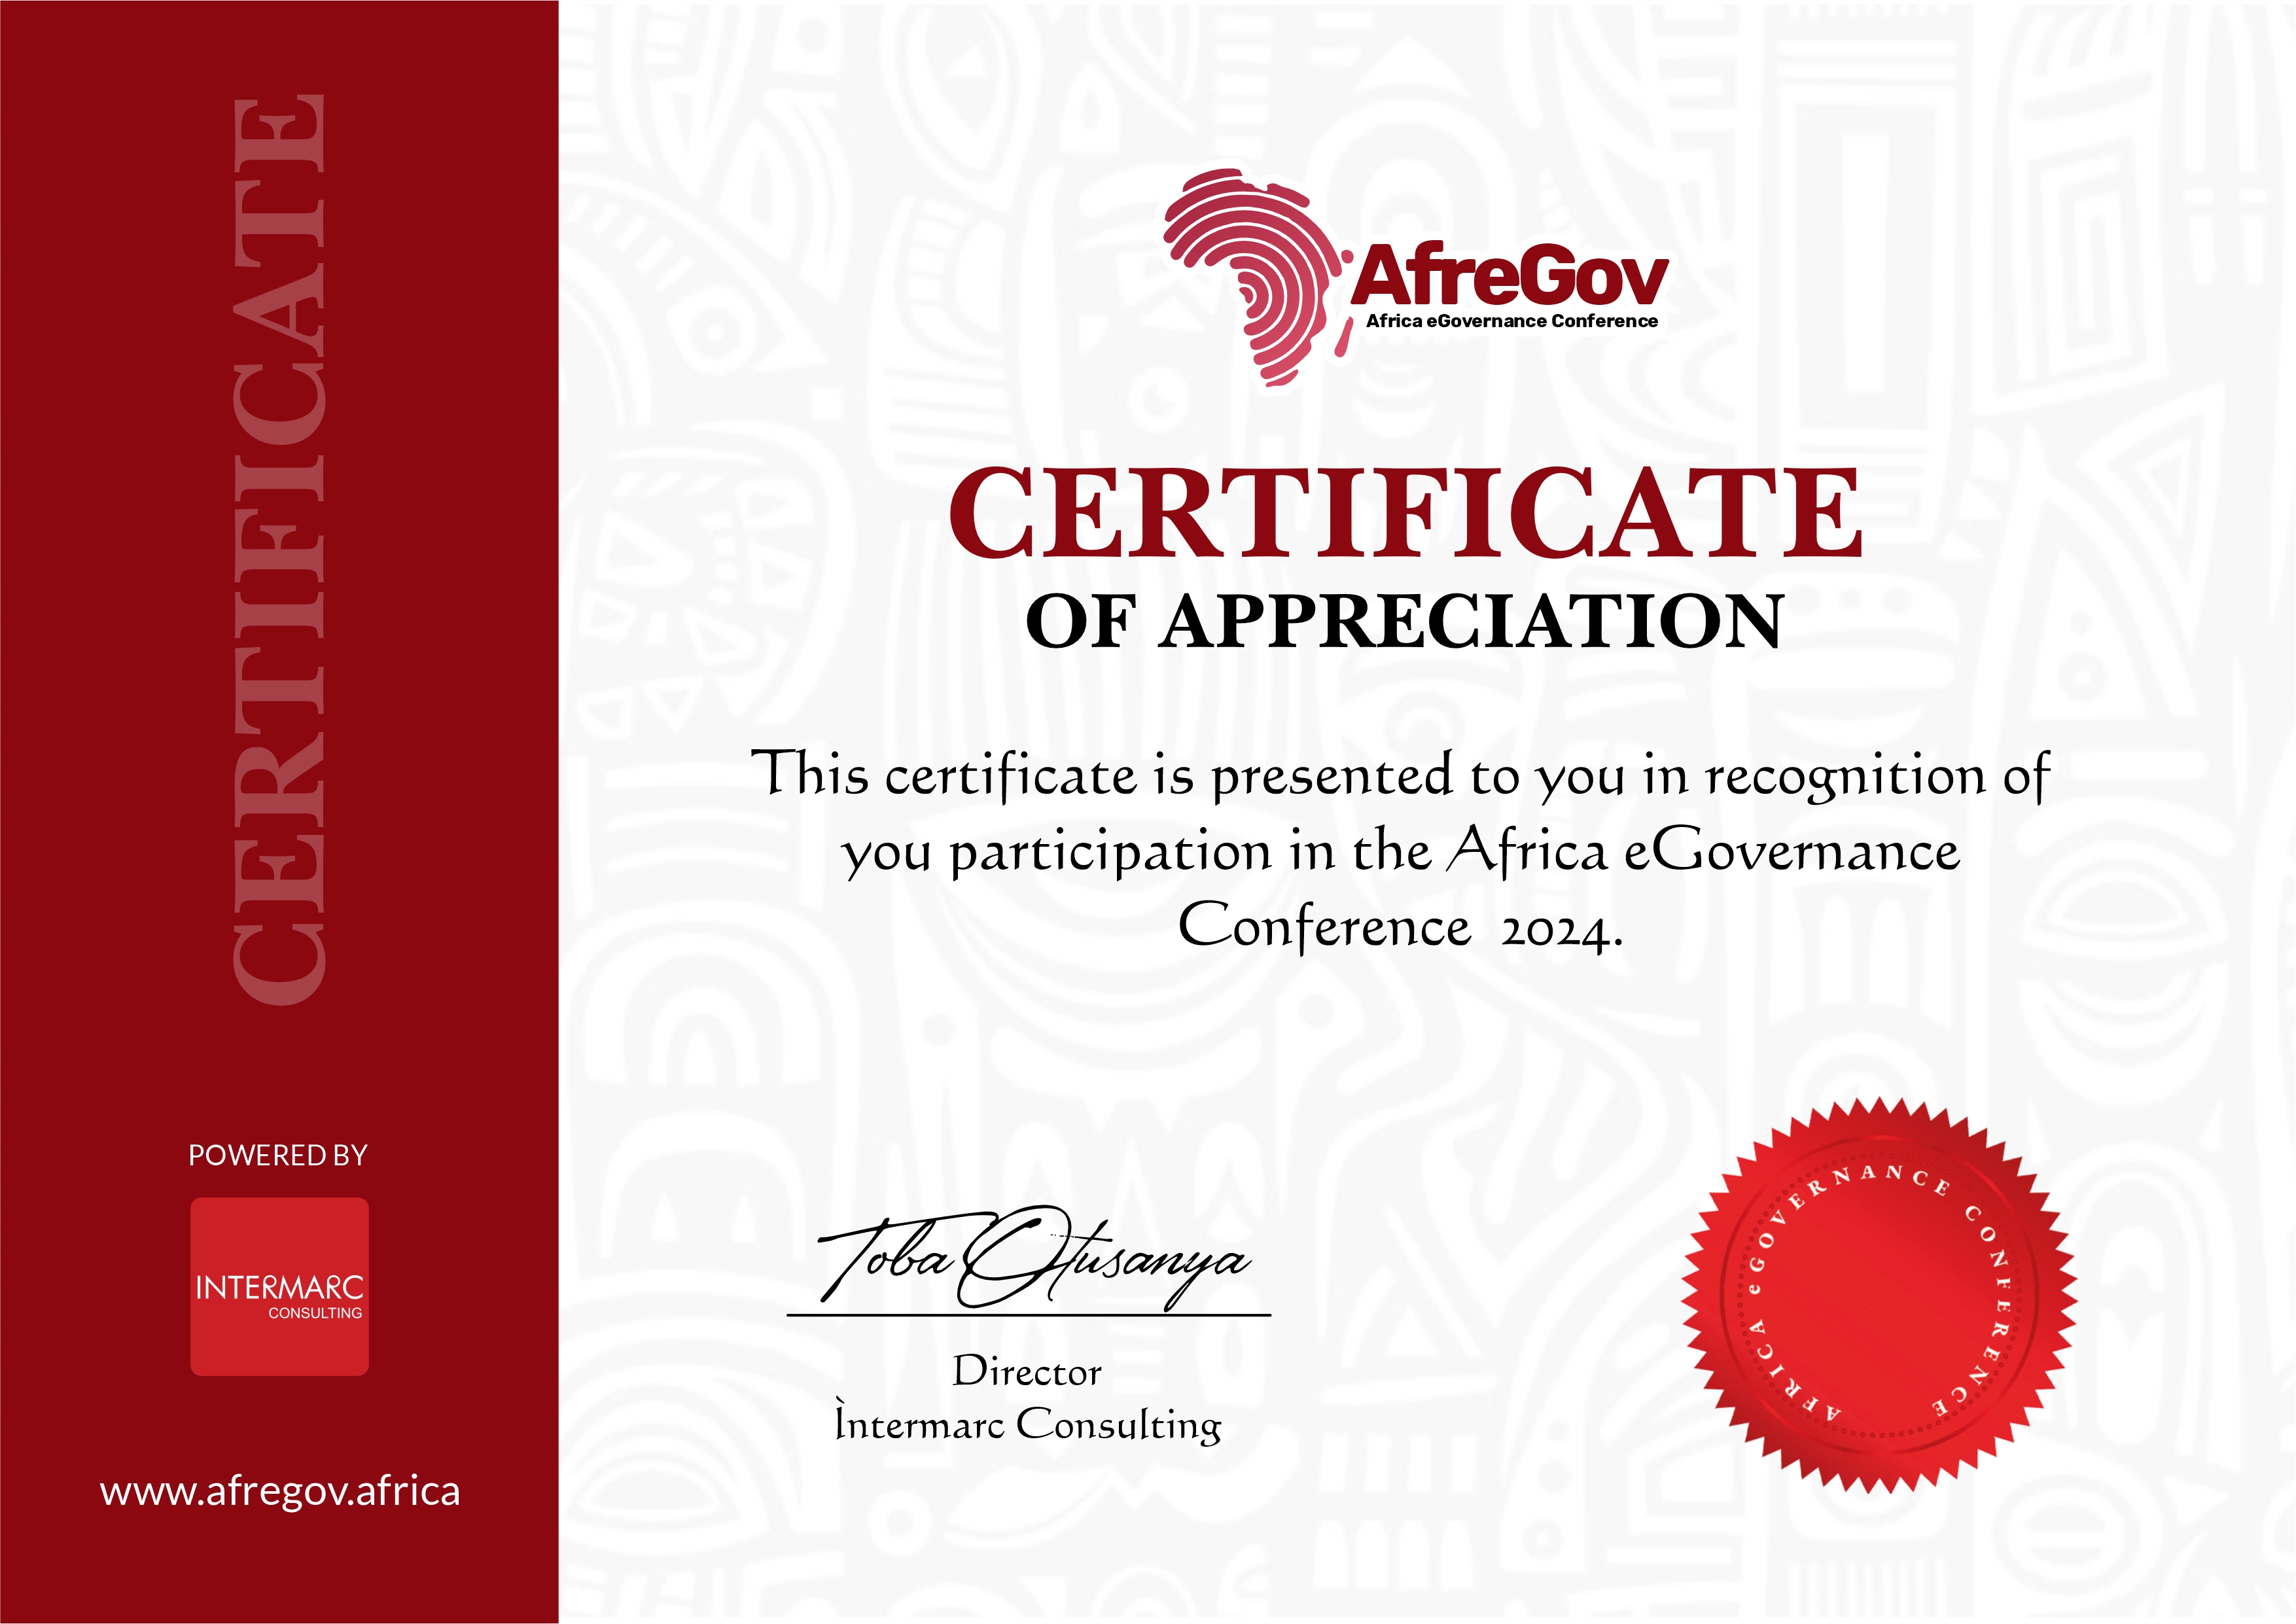 CERTIFICATE
POWERED BY
INTERMARC
CONSULTING
www.afregov.africa
AfreGov
Africa eGovernance Conference
CERTIFICATE
OF APPRECIATION
This certificate is presented to you in recognition of
you participation in the Africa eGovernance
Conference 2024.
Toba Otusanya
Director
Ìntermarc Consulting
AFRICA eGOVERNANCE CONFERENCE